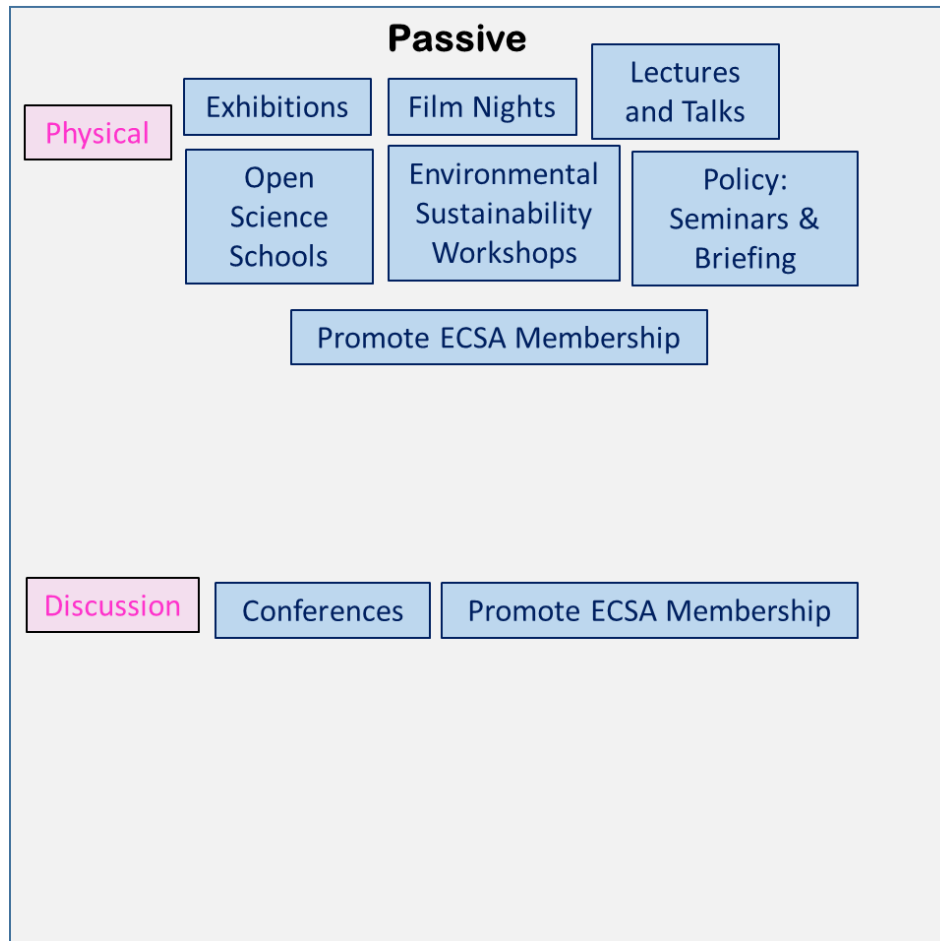 Passive
Physical
Exhibitions
Film Nights
Lectures
and Talks
Open
Science
Schools
Environmental
Sustainability
Workshops
Policy:
Seminars &
Briefing
Promote ECSA Membership
Discussion
Conferences
Promote ECSA Membership